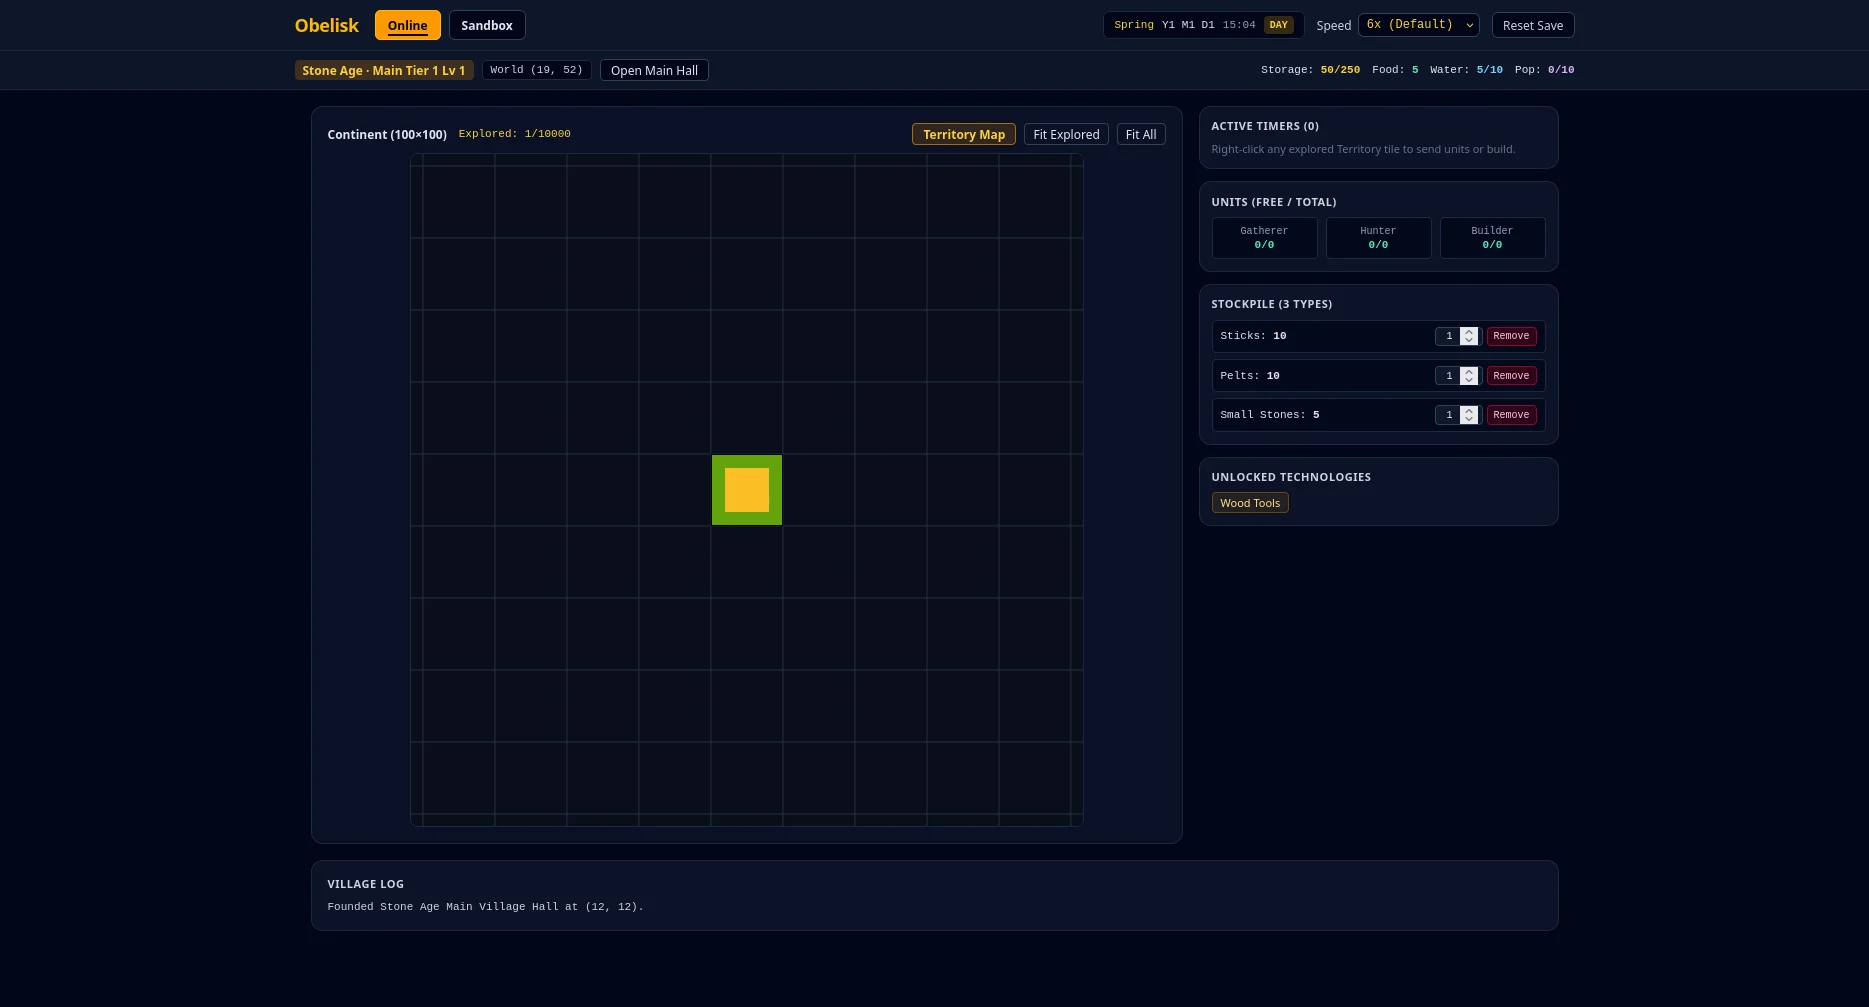 Obelisk Online Sandbox Spring Y1 M1 D1 15:04 DAY Speed 6x (Default) Reset Save
Stone Age · Main Tier 1 Lv 1 World (19, 52) Open Main Hall Storage: 50/250 Food: 5 Water: 5/10 Pop: 0/10
Continent (100×100) Explored: 1/10000 Territory Map Fit Explored Fit All
ACTIVE TIMERS (0)
Right-click any explored Territory tile to send units or build.
UNITS (FREE / TOTAL)
Gatherer Hunter Builder
0/0 0/0 0/0
STOCKPILE (3 TYPES)
Sticks: 10 1 Remove
Pelts: 10 1 Remove
Small Stones: 5 1 Remove
UNLOCKED TECHNOLOGIES
Wood Tools
VILLAGE LOG
Founded Stone Age Main Village Hall at (12, 12).